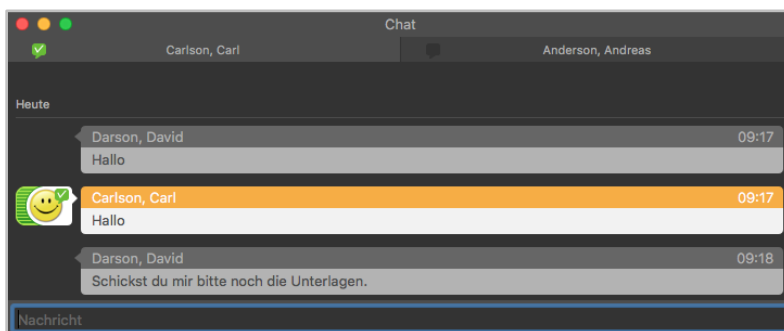 Chat
Carlson, Carl
Anderson, Andreas
Heute
Darson, David 09:17
Hallo
Carlson, Carl 09:17
Hallo
Darson, David 09:18
Schickst du mir bitte noch die Unterlagen.
Nachricht